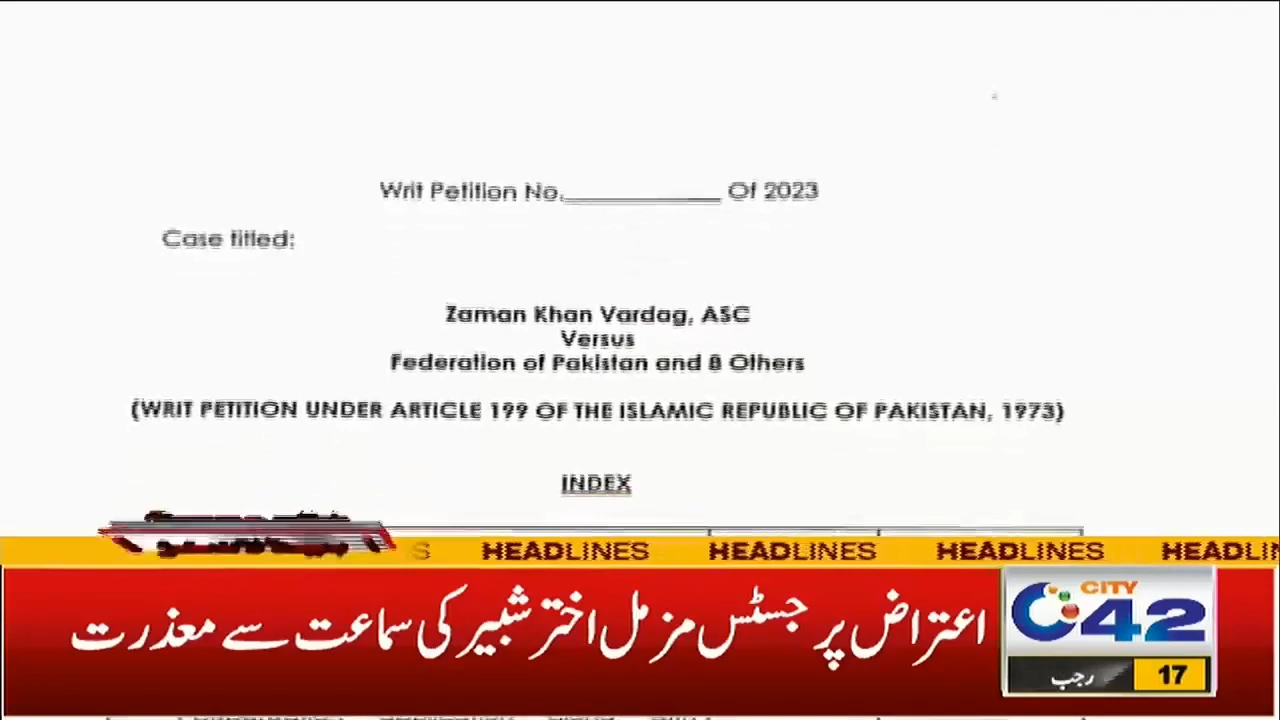 Writ Petition No.__________ Of 2023
Case titled:
Zaman Khan Vardag, ASC
Versus
Federation of Pakistan and 8 Others
(WRIT PETITION UNDER ARTICLE 199 OF THE ISLAMIC REPUBLIC OF PAKISTAN, 1973)
INDEX
S HEADLINES HEADLINES HEADLINES HEADLIN
اعتراض پر جسٹس مزمل اختر شبیر کی سماعت سے معذرت
CITY
42
رجب 17